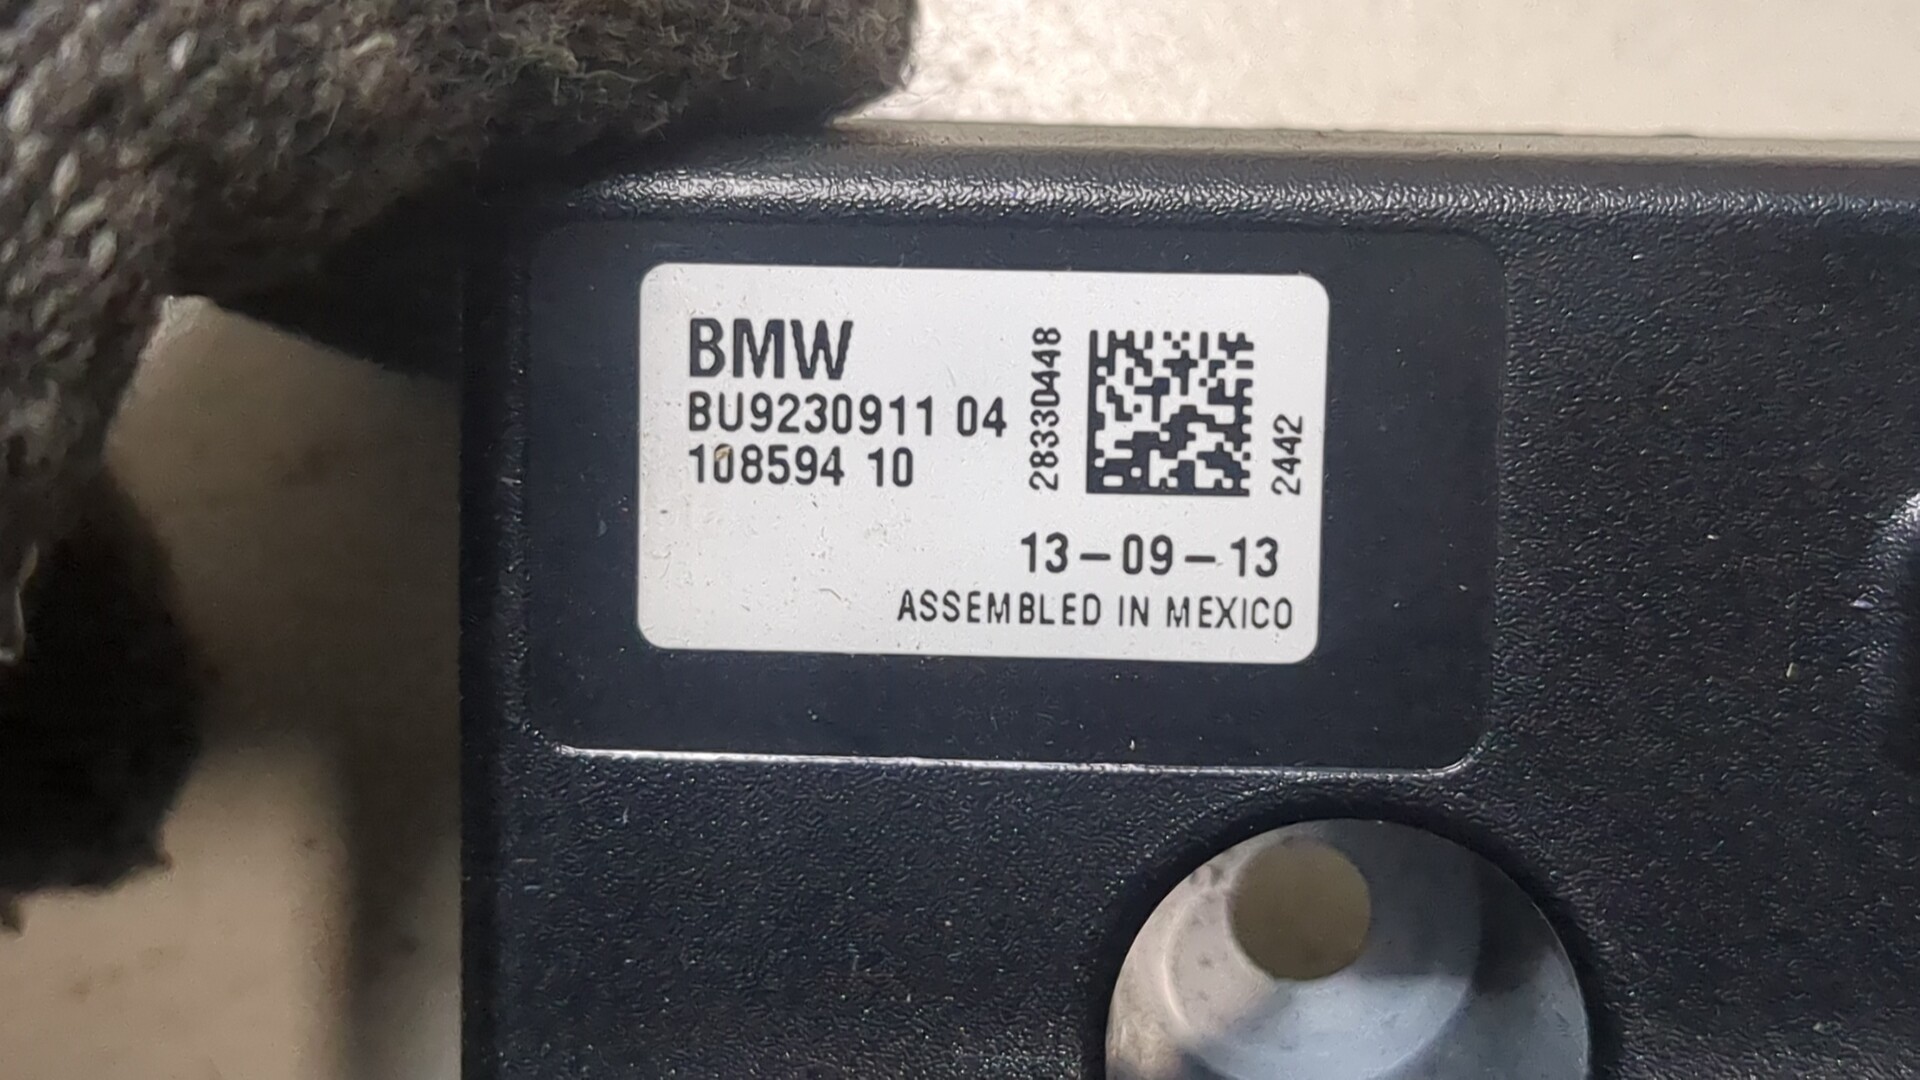 BMW
BU9230911 04
108594 10
28330448
2442
13-09-13
ASSEMBLED IN MEXICO